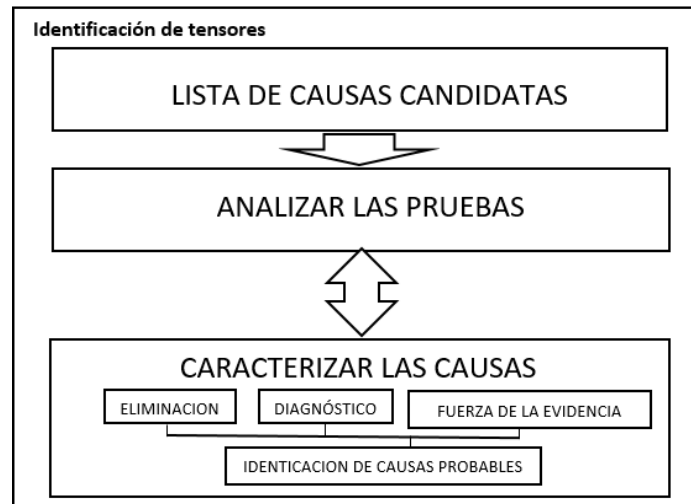 Identificación de tensores
LISTA DE CAUSAS CANDIDATAS
ANALIZAR LAS PRUEBAS
CARACTERIZAR LAS CAUSAS
ELIMINACION
DIAGNÓSTICO
FUERZA DE LA EVIDENCIA
IDENTICACION DE CAUSAS PROBABLES